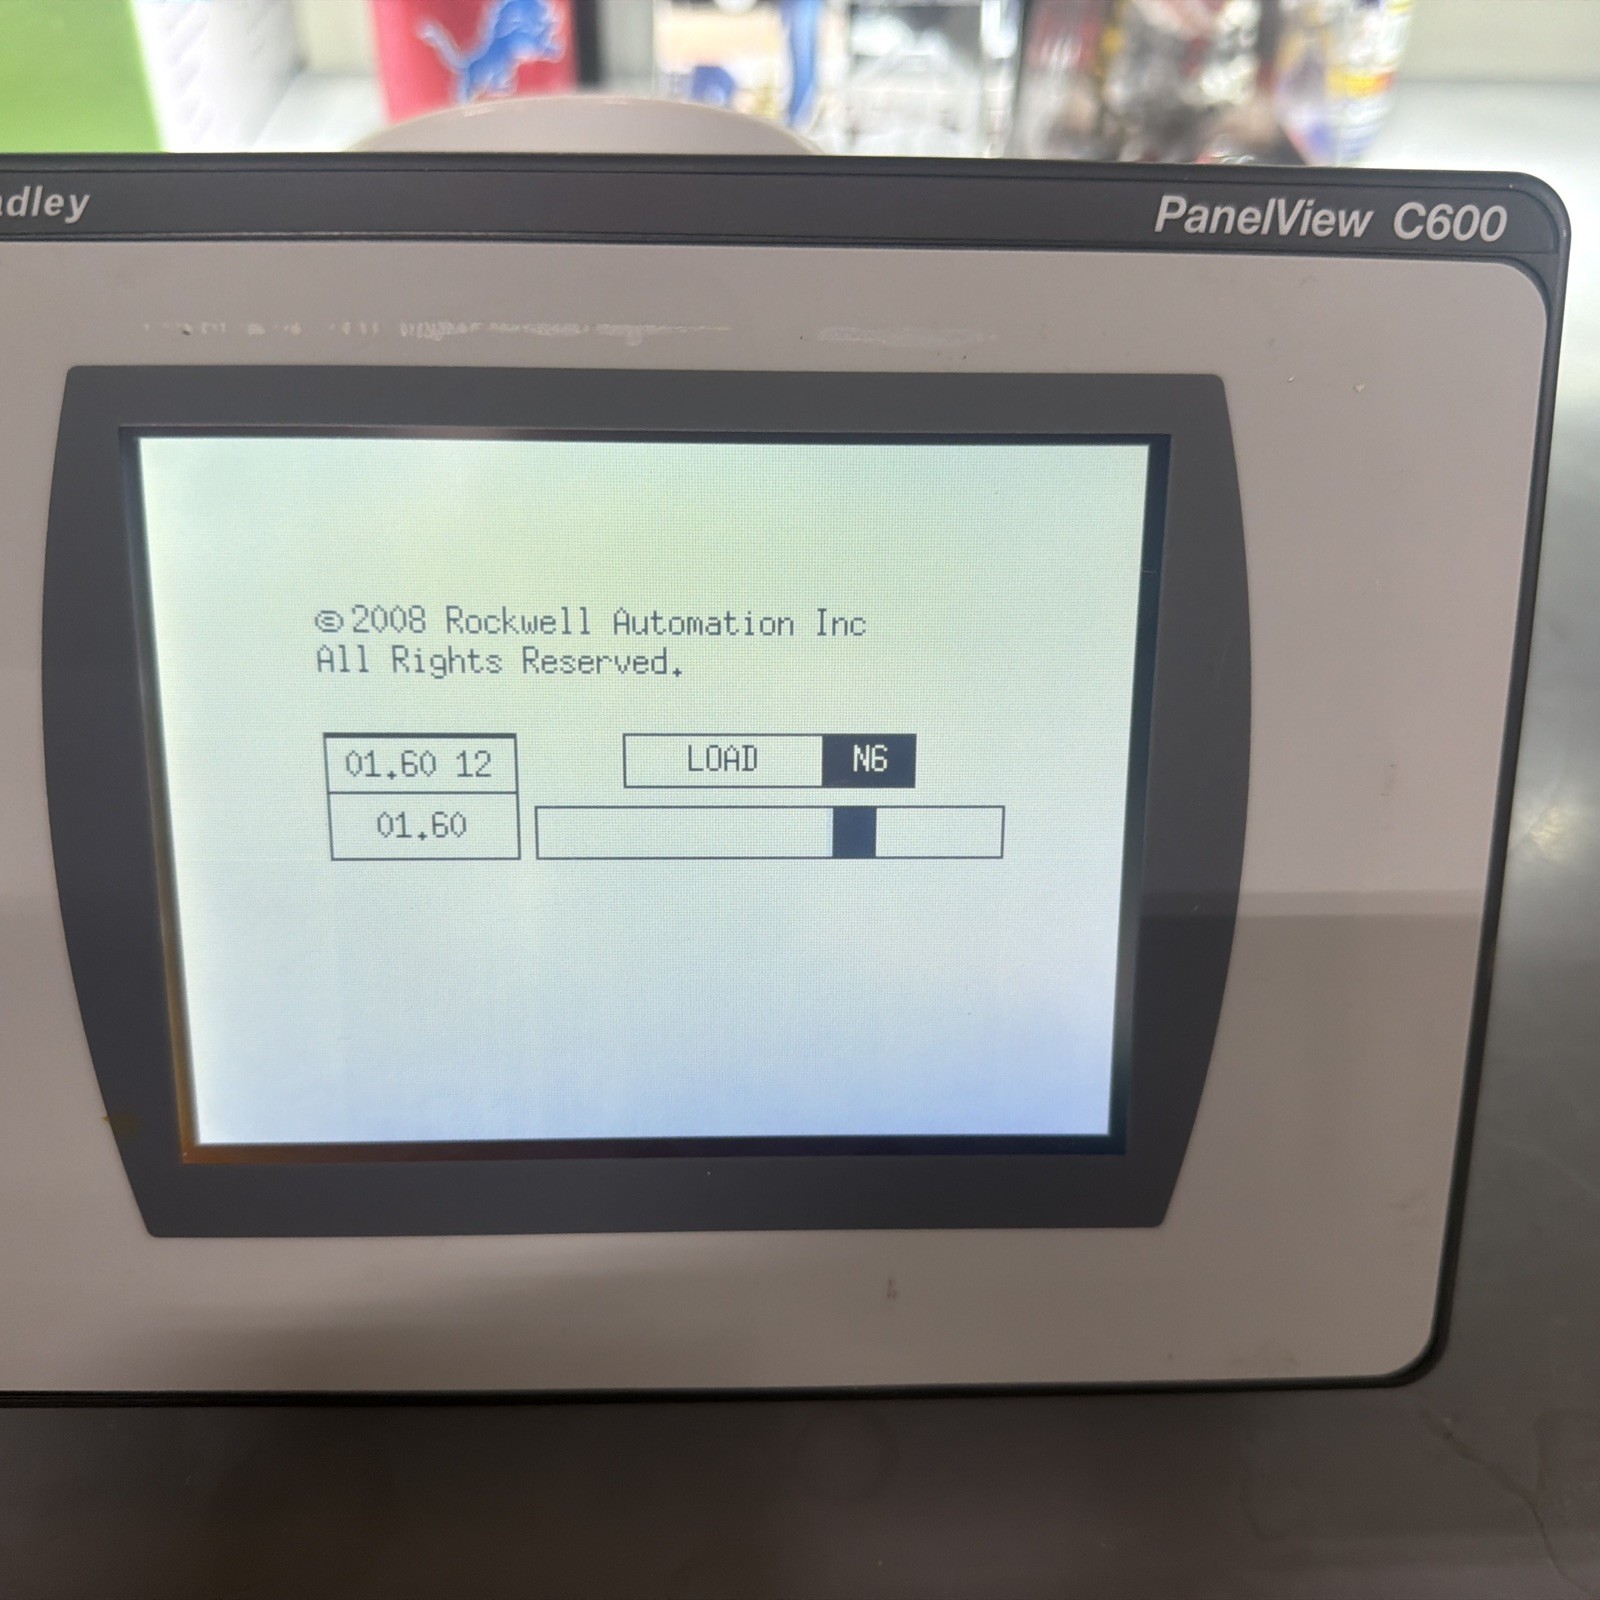 adley
PanelView C600
©2008 Rockwell Automation Inc
All Rights Reserved.
01.60 12
LOAD N6
01.60